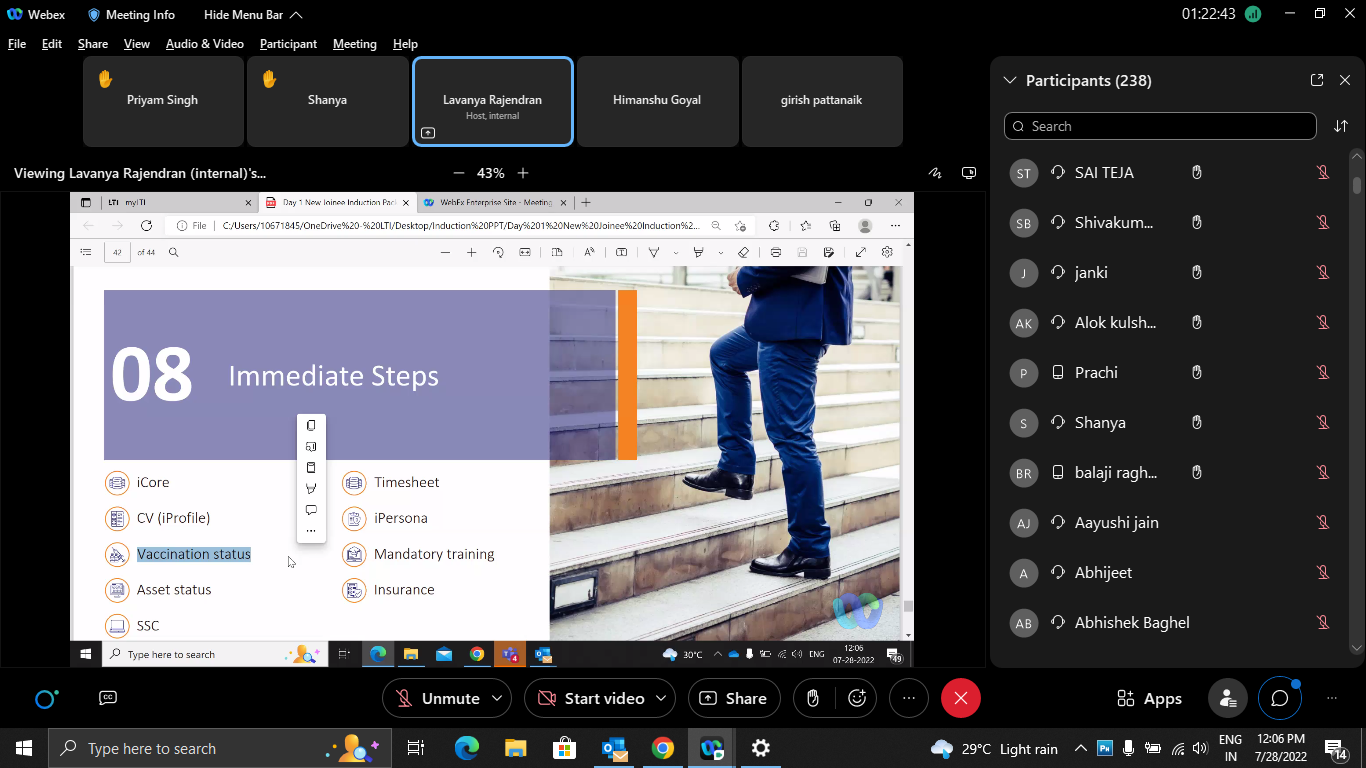 Webex
Meeting Info
Hide Menu Bar
01:22:43
File Edit Share View Audio & Video Participant Meeting Help
Priyam Singh
Shanya
Lavanya Rajendran
Host, internal
Himanshu Goyal
girish pattanaik
Viewing Lavanya Rajendran (internal)'s...
43%
LTI myITI
Day 1 New Joinee Induction Pac
WebEx Enterprise Site - Meeting
File
C:/Users/10671845/OneDrive%20-%20LTI/Desktop/Induction%20PPT/Day%201%20New%20Joinee%20Induction%2...
42 of 44
08 Immediate Steps
iCore
CV (iProfile)
Vaccination status
Asset status
SSC
Timesheet
iPersona
Mandatory training
Insurance
Type here to search
30°C
ENG
12:06
07-28-2022
49
Participants (238)
Search
ST SAI TEJA
SB Shivakum...
J janki
AK Alok kulsh...
P Prachi
S Shanya
BR balaji ragh...
AJ Aayushi jain
A Abhijeet
AB Abhishek Baghel
CC
Unmute
Start video
Share
Apps
Type here to search
29°C Light rain
ENG
IN
12:06 PM
7/28/2022
14